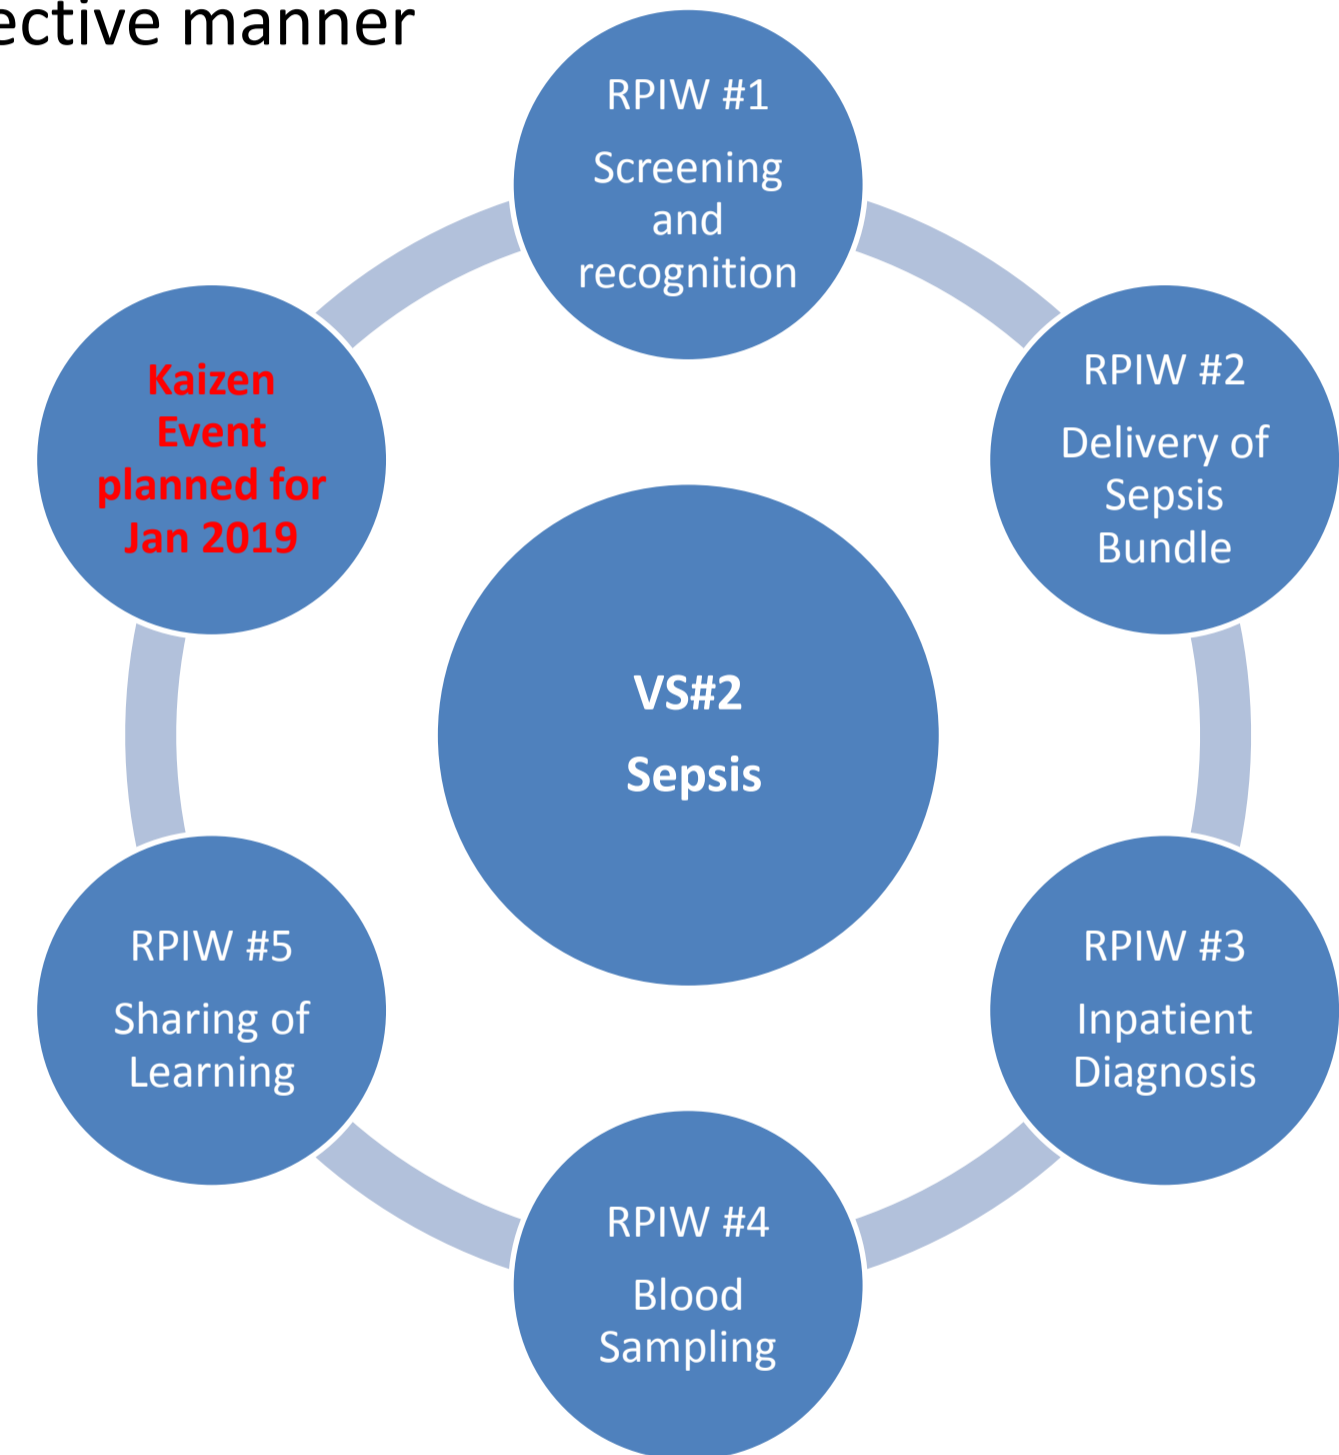 ective manner
RPIW #1
Screening
and
recognition
RPIW #2
Delivery of
Sepsis
Bundle
RPIW #3
Inpatient
Diagnosis
RPIW #4
Blood
Sampling
RPIW #5
Sharing of
Learning
Kaizen
Event
planned for
Jan 2019
VS#2
Sepsis